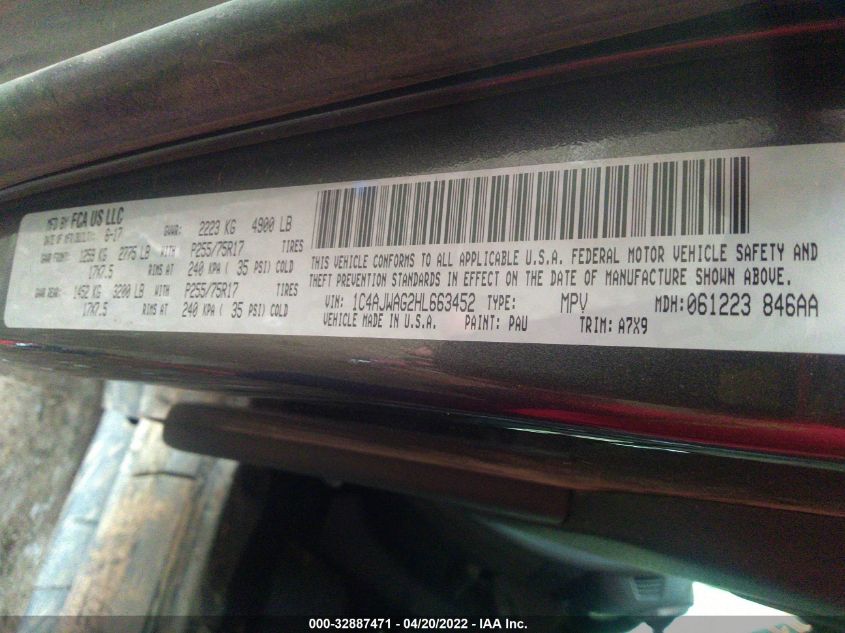 MFD BY FCA US LLC
DATE OF MFR 6-17 GVWR: 2223 KG 4900 LB
GAWR FRONT: 1259 KG 2775 LB WITH P255/75R17 TIRES
17X7.5 RIMS AT 240 KPA ( 35 PSI) COLD
GAWR REAR: 1452 KG 3200 LB WITH P255/75R17 TIRES
17X7.5 RIMS AT 240 KPA ( 35 PSI) COLD
THIS VEHICLE CONFORMS TO ALL APPLICABLE U.S.A. FEDERAL MOTOR VEHICLE SAFETY AND
THEFT PREVENTION STANDARDS IN EFFECT ON THE DATE OF MANUFACTURE SHOWN ABOVE.
VIN: 1C4AJWAG2HL663452 TYPE: MPV MDH:061223 846AA
VEHICLE MADE IN U.S.A. PAINT: PAU TRIM: A7X9
000-32887471 - 04/20/2022 - IAA Inc.